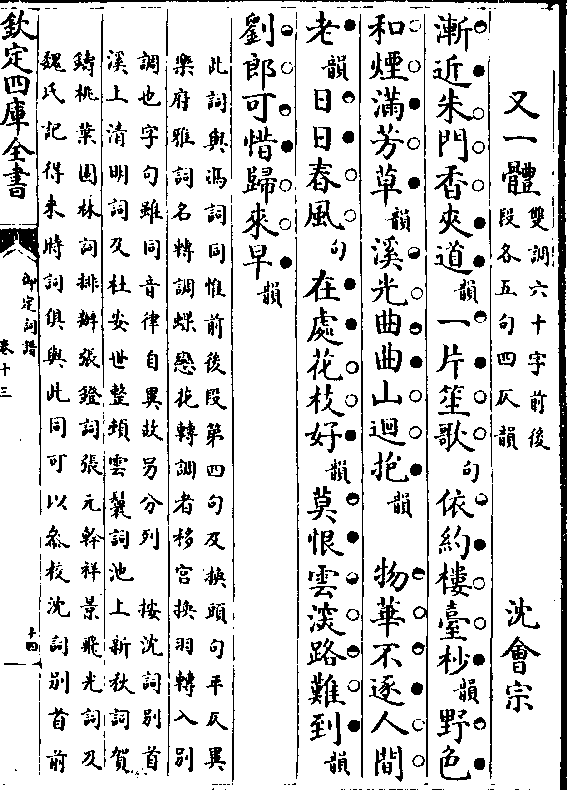 又一體 雙調六十字前後段各五句四仄韻 沈會宗
漸近朱門香夾道韻一片笙歌句依約樓臺杪韻野色
和煙滿芳草韻溪光曲曲山迴抱韻 物華不逐人間
老韻日日春風句在處花枝好韻莫恨雲深路難到韻
劉郎可惜歸來早韻
此詞與馮詞同惟前後段第四句及換頭句平仄異
樂府雅詞名轉調蝶戀花轉調者移宮換羽轉入別
調也字句雖同音律自異故另分列 按沈詞別首
溪上清明詞及杜安世整頓雲鬟詞池上新秋詞賀
鑄桃葉園林詞排辦張鐙詞張元幹祥景飛光詞及
魏氏記得來時詞俱與此同可以叅校沈詞別首前
欽定四庫全書
御定詞譜
卷十三
十四